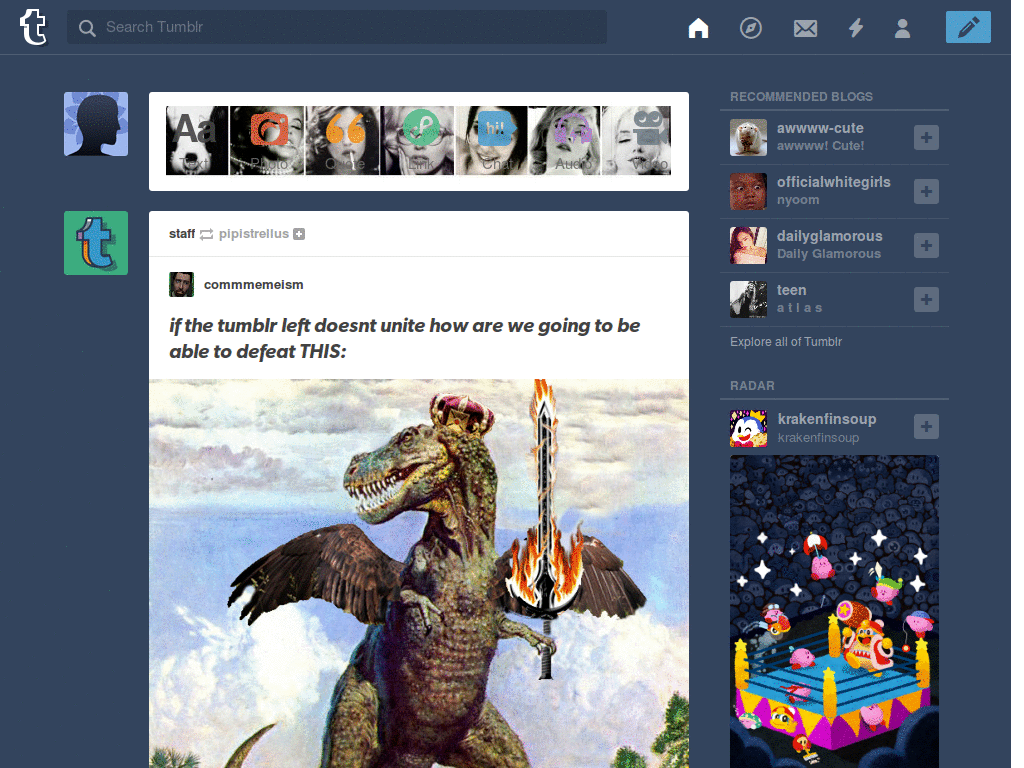 Search Tumblr
Aa
hi!
Text Photo Quote Link Chat Audio Video
staff pipistrellus
commmemeism
if the tumblr left doesnt unite how are we going to be
able to defeat THIS:
RECOMMENDED BLOGS
awwww-cute
awwww! Cute!
officialwhitegirls
nyoom
dailyglamorous
Daily Glamorous
teen
a t l a s
Explore all of Tumblr
RADAR
krakenfinsoup
krakenfinsoup